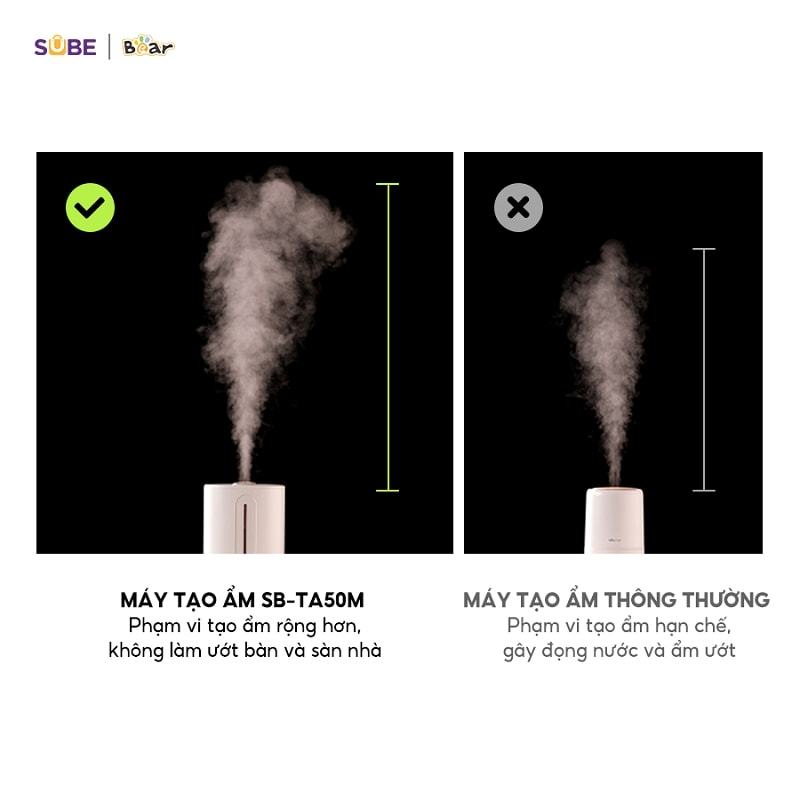 SUBE | Bear
MÁY TẠO ẨM SB-TA50M
Phạm vi tạo ẩm rộng hơn,
không làm ướt bàn và sàn nhà
MÁY TẠO ẨM THÔNG THƯỜNG
Phạm vi tạo ẩm hạn chế,
gây đọng nước và ẩm ướt